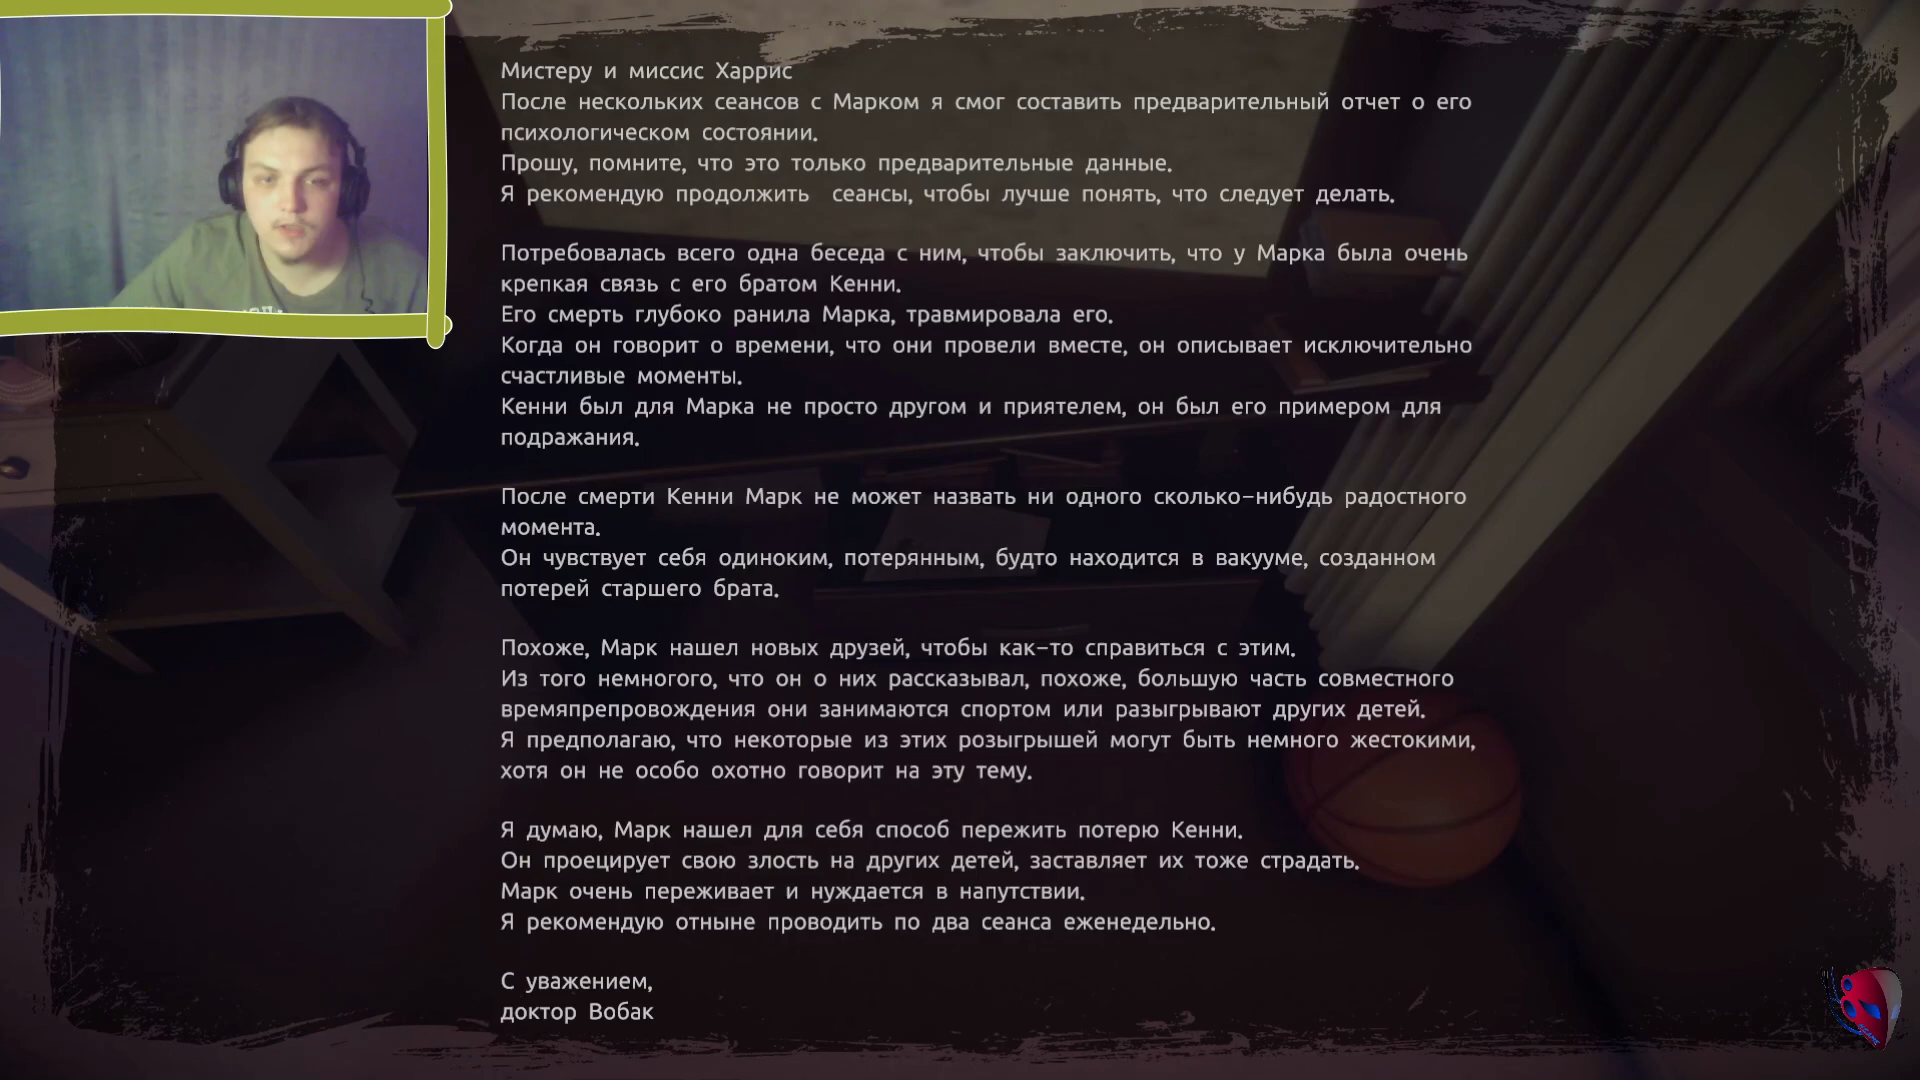 Мистеру и миссис Харрис
После нескольких сеансов с Марком я смог составить предварительный отчет о его
психологическом состоянии.
Прошу, помните, что это только предварительные данные.
Я рекомендую продолжить сеансы, чтобы лучше понять, что следует делать.
Потребовалась всего одна беседа с ним, чтобы заключить, что у Марка была очень
крепкая связь с его братом Кенни.
Его смерть глубоко ранила Марка, травмировала его.
Когда он говорит о времени, что они провели вместе, он описывает исключительно
счастливые моменты.
Кенни был для Марка не просто другом и приятелем, он был его примером для
подражания.
После смерти Кенни Марк не может назвать ни одного сколько-нибудь радостного
момента.
Он чувствует себя одиноким, потерянным, будто находится в вакууме, созданном
потерей старшего брата.
Похоже, Марк нашел новых друзей, чтобы как-то справиться с этим.
Из того немногого, что он о них рассказывал, похоже, большую часть совместного
времяпрепровождения они занимаются спортом или разыгрывают других детей.
Я предполагаю, что некоторые из этих розыгрышей могут быть немного жестокими,
хотя он не особо охотно говорит на эту тему.
Я думаю, Марк нашел для себя способ пережить потерю Кенни.
Он проецирует свою злость на других детей, заставляет их тоже страдать.
Марк очень переживает и нуждается в напутствии.
Я рекомендую отныне проводить по два сеанса еженедельно.
С уважением,
доктор Вобак